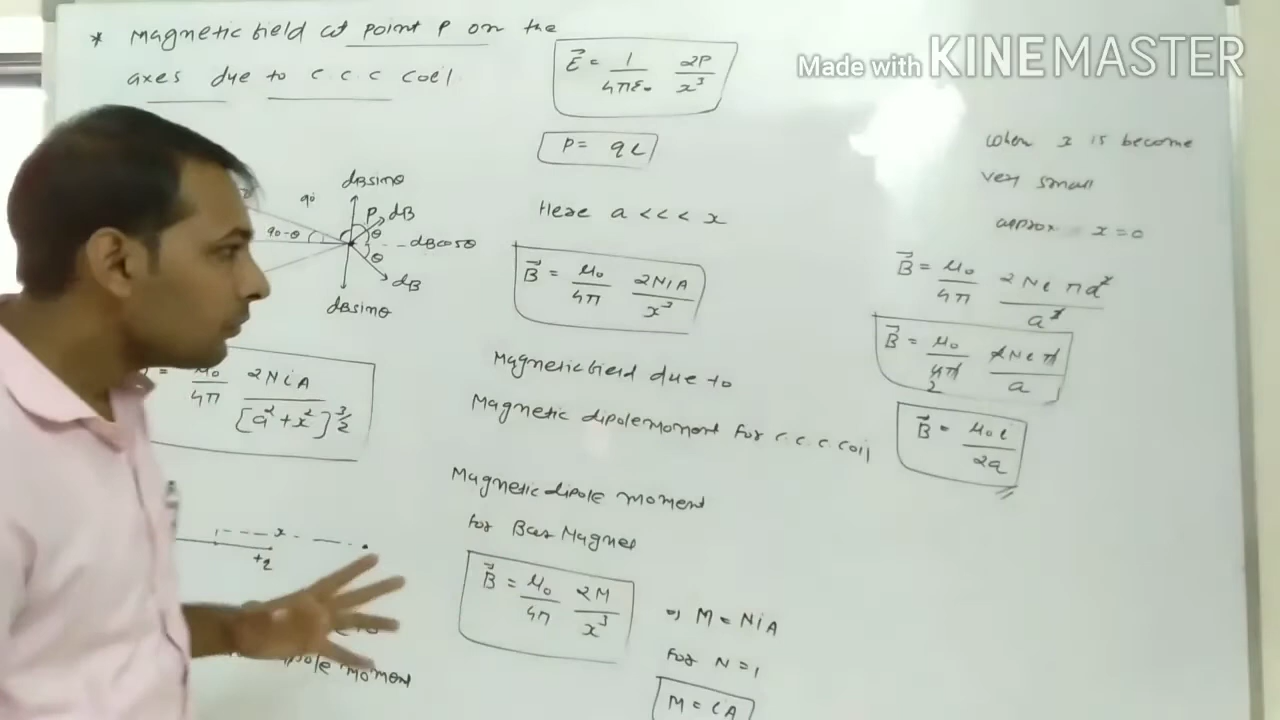 * Magnetic field at point P on the
axes due to c.c.c coil
90
dBsinθ
P
dB
θ
90-θ
dBcosθ
θ
dB
dBsinθ
μ₀/4π 2NiA/[a²+x²]^3/2
x
+q
dipole moment
E⃗ = 1/4πε₀ 2P/x³
P = qL
Here a <<< x
B⃗ = μ₀/4π 2NiA/x³
Magnetic field due to
Magnetic dipole moment for c.c.c. coil
Magnetic dipole moment
for Bar Magnet
B⃗ = μ₀/4π 2M/x³
=> M = NiA
For N = 1
M = iA
Made with KINEMASTER
when x is become
very small
approx x = 0
B⃗ = μ₀/4π 2Ni πa²/a³
B⃗ = μ₀/4π 2Ni π/a
2
B⃗ = μ₀i/2a